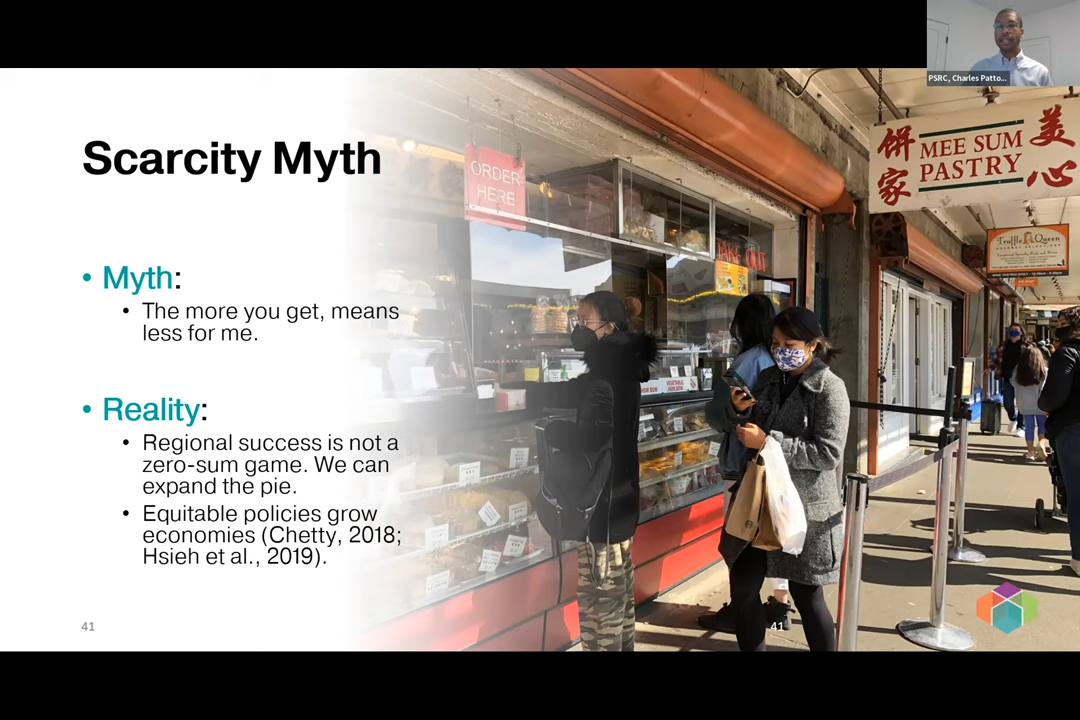 PSRC, Charles Patto...
Scarcity Myth
• Myth:
• The more you get, means
less for me.
• Reality:
• Regional success is not a
zero-sum game. We can
expand the pie.
• Equitable policies grow
economies (Chetty, 2018;
Hsieh et al., 2019).
41
ORDER
HERE
TAKE OUT
餅家
MEE SUM
PASTRY
美心
Truffle Queen
41